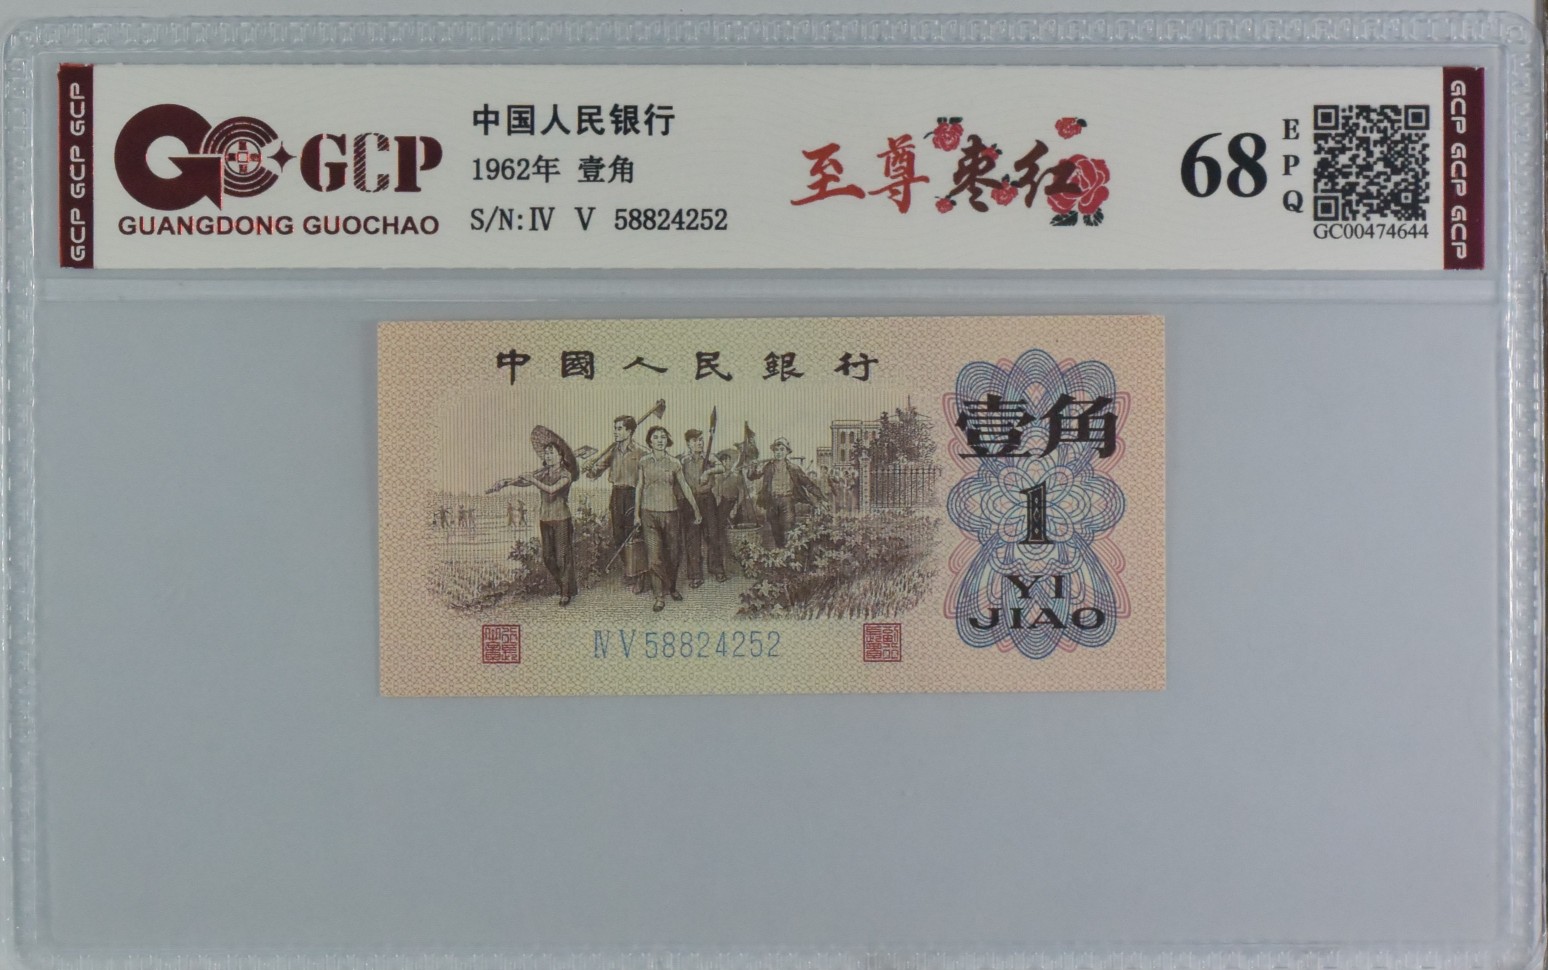 GCP GCP GCP
GCP
GUANGDONG GUOCHAO
中国人民银行
1962年 壹角
S/N:Ⅳ Ⅴ 58824252
至尊枣红
68
EPQ
GC00474644
GCP GCP GCP
中國人民銀行
壹角
1
YI
JIAO
Ⅳ Ⅴ 58824252